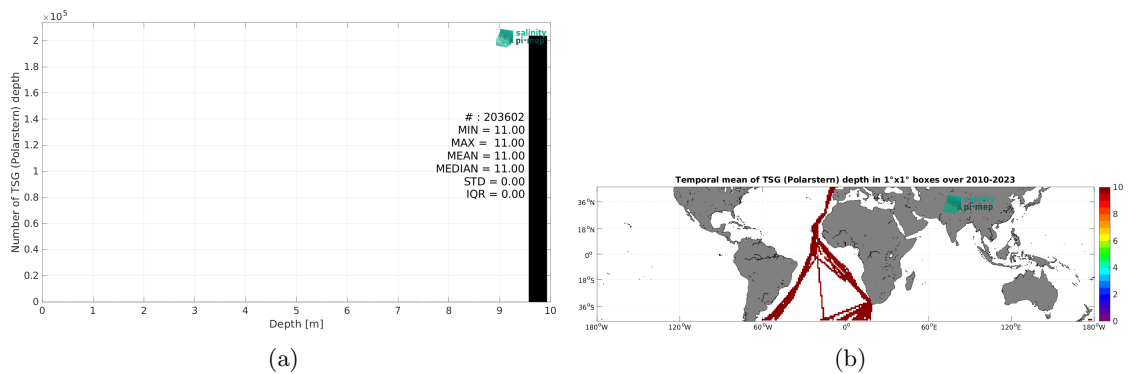 ×10⁵
2
1.8
1.6
1.4
1.2
1
0.8
0.6
0.4
0.2
0
Number of TSG (Polarstern) depth
salinity
pi-mep
# : 203602
MIN = 11.00
MAX = 11.00
MEAN = 11.00
MEDIAN = 11.00
STD = 0.00
IQR = 0.00
0 1 2 3 4 5 6 7 8 9 10
Depth [m]
(a)
Temporal mean of TSG (Polarstern) depth in 1°x1° boxes over 2010-2023
salinity
pi-mep
36°N
18°N
0°
18°S
36°S
180°W 120°W 60°W 0° 60°E 120°E 180°W
10
8
6
4
2
0
(b)